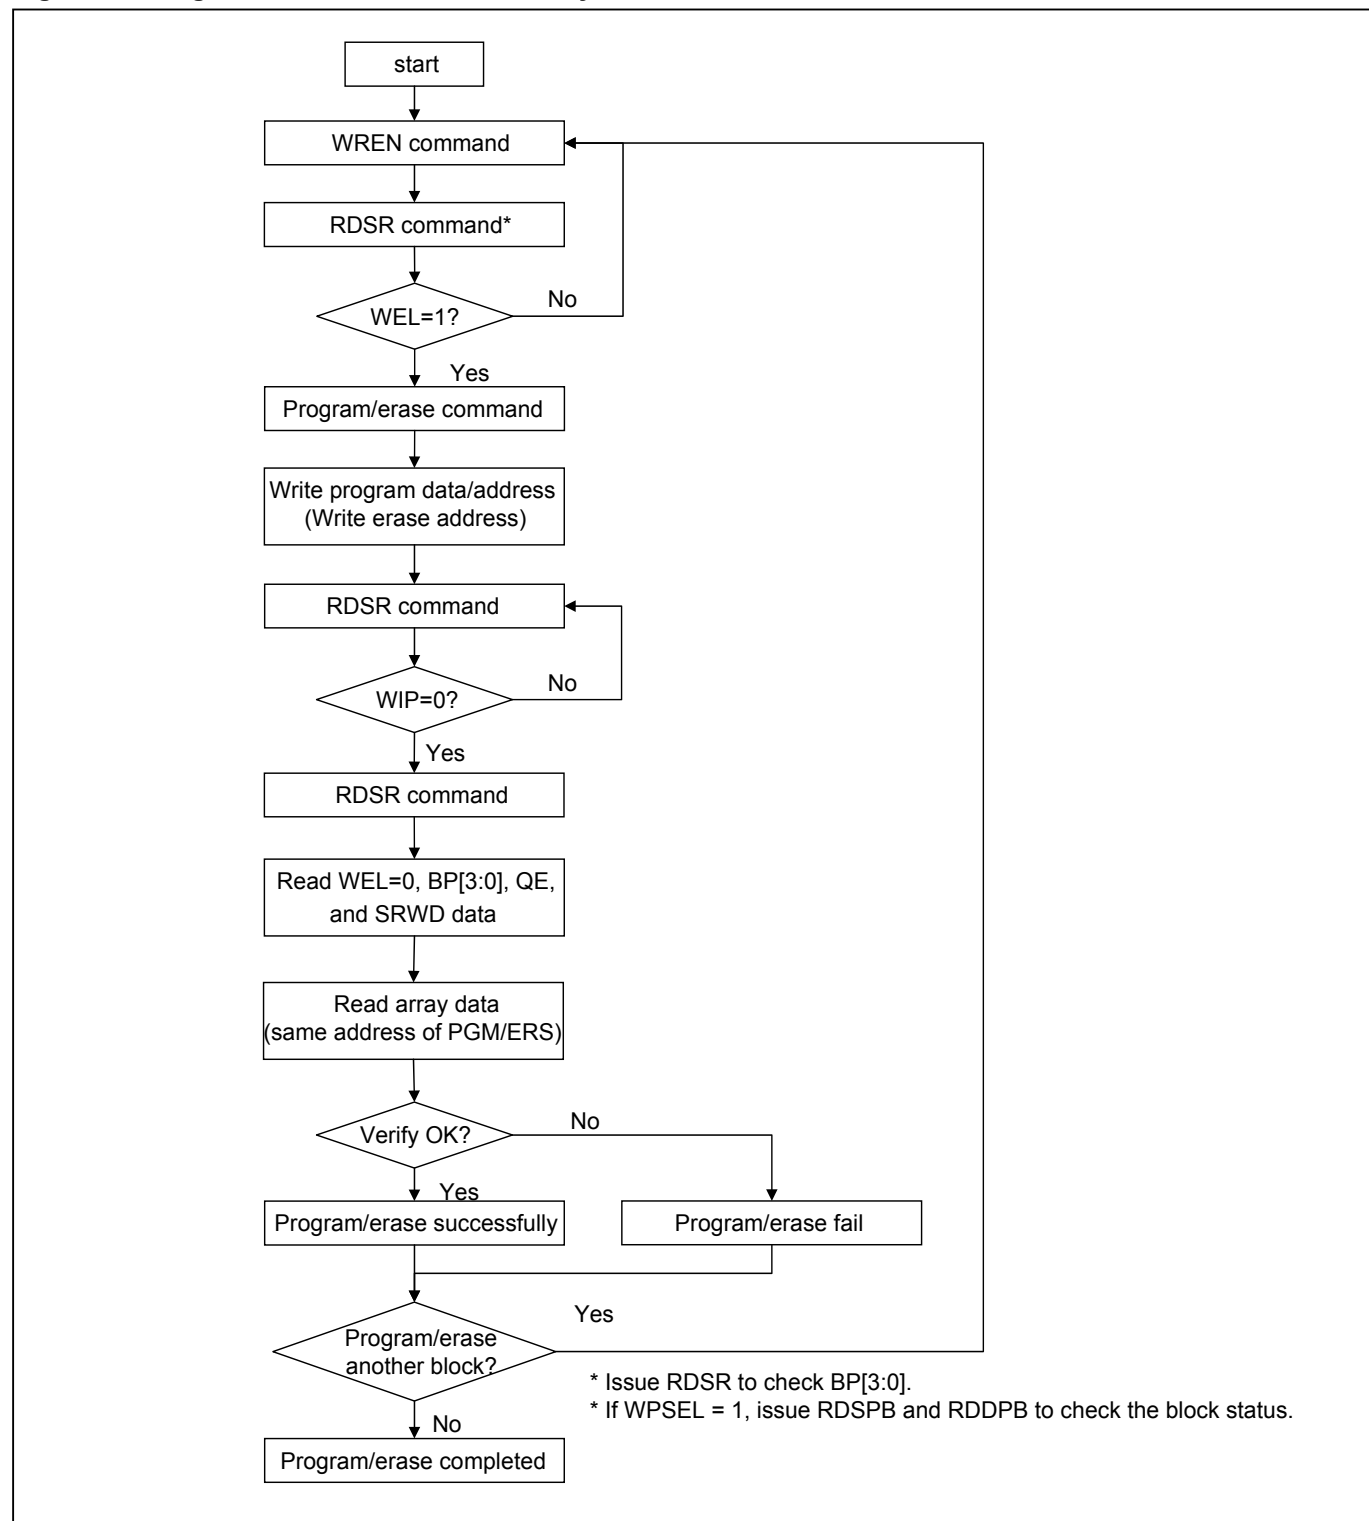 start
WREN command
RDSR command*
No
WEL=1?
Yes
Program/erase command
Write program data/address
(Write erase address)
RDSR command
No
WIP=0?
Yes
RDSR command
Read WEL=0, BP[3:0], QE,
and SRWD data
Read array data
(same address of PGM/ERS)
No
Verify OK?
Yes
Program/erase successfully
Program/erase fail
Yes
Program/erase
another block?
* Issue RDSR to check BP[3:0].
* If WPSEL = 1, issue RDSPB and RDDPB to check the block status.
No
Program/erase completed